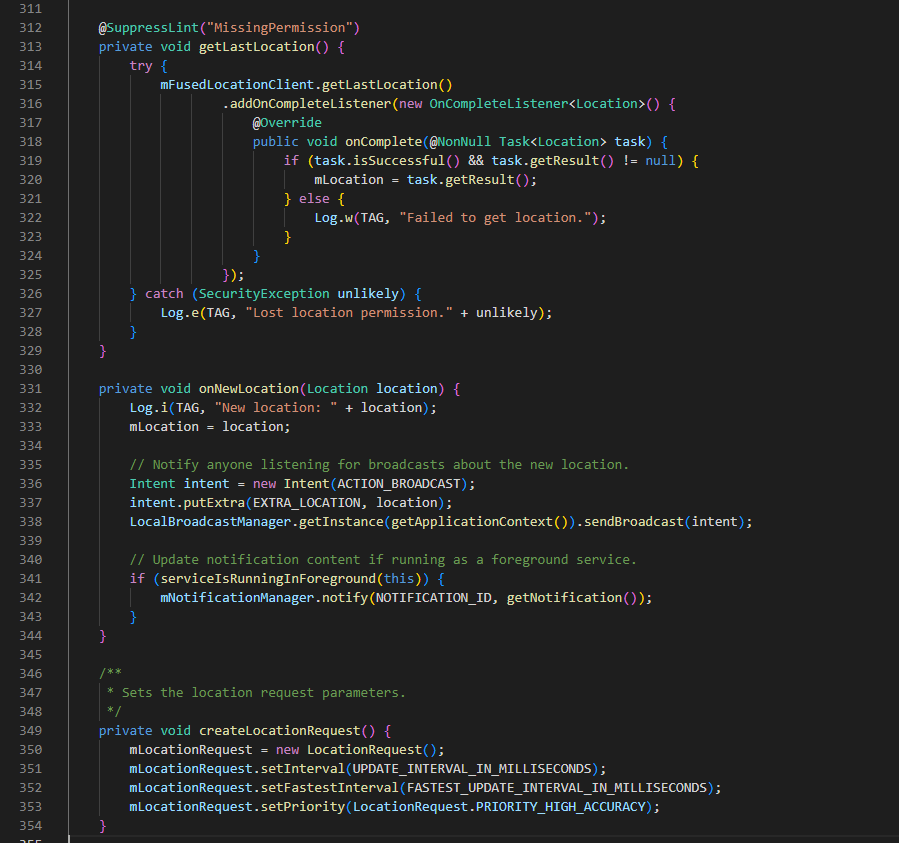 311
312 @SuppressLint("MissingPermission")
313 private void getLastLocation() {
314 try {
315 mFusedLocationClient.getLastLocation()
316 .addOnCompleteListener(new OnCompleteListener<Location>() {
317 @Override
318 public void onComplete(@NonNull Task<Location> task) {
319 if (task.isSuccessful() && task.getResult() != null) {
320 mLocation = task.getResult();
321 } else {
322 Log.w(TAG, "Failed to get location.");
323 }
324 }
325 });
326 } catch (SecurityException unlikely) {
327 Log.e(TAG, "Lost location permission." + unlikely);
328 }
329 }
330
331 private void onNewLocation(Location location) {
332 Log.i(TAG, "New location: " + location);
333 mLocation = location;
334
335 // Notify anyone listening for broadcasts about the new location.
336 Intent intent = new Intent(ACTION_BROADCAST);
337 intent.putExtra(EXTRA_LOCATION, location);
338 LocalBroadcastManager.getInstance(getApplicationContext()).sendBroadcast(intent);
339
340 // Update notification content if running as a foreground service.
341 if (serviceIsRunningInForeground(this)) {
342 mNotificationManager.notify(NOTIFICATION_ID, getNotification());
343 }
344 }
345
346 /**
347 * Sets the location request parameters.
348 */
349 private void createLocationRequest() {
350 mLocationRequest = new LocationRequest();
351 mLocationRequest.setInterval(UPDATE_INTERVAL_IN_MILLISECONDS);
352 mLocationRequest.setFastestInterval(FASTEST_UPDATE_INTERVAL_IN_MILLISECONDS);
353 mLocationRequest.setPriority(LocationRequest.PRIORITY_HIGH_ACCURACY);
354 }
355